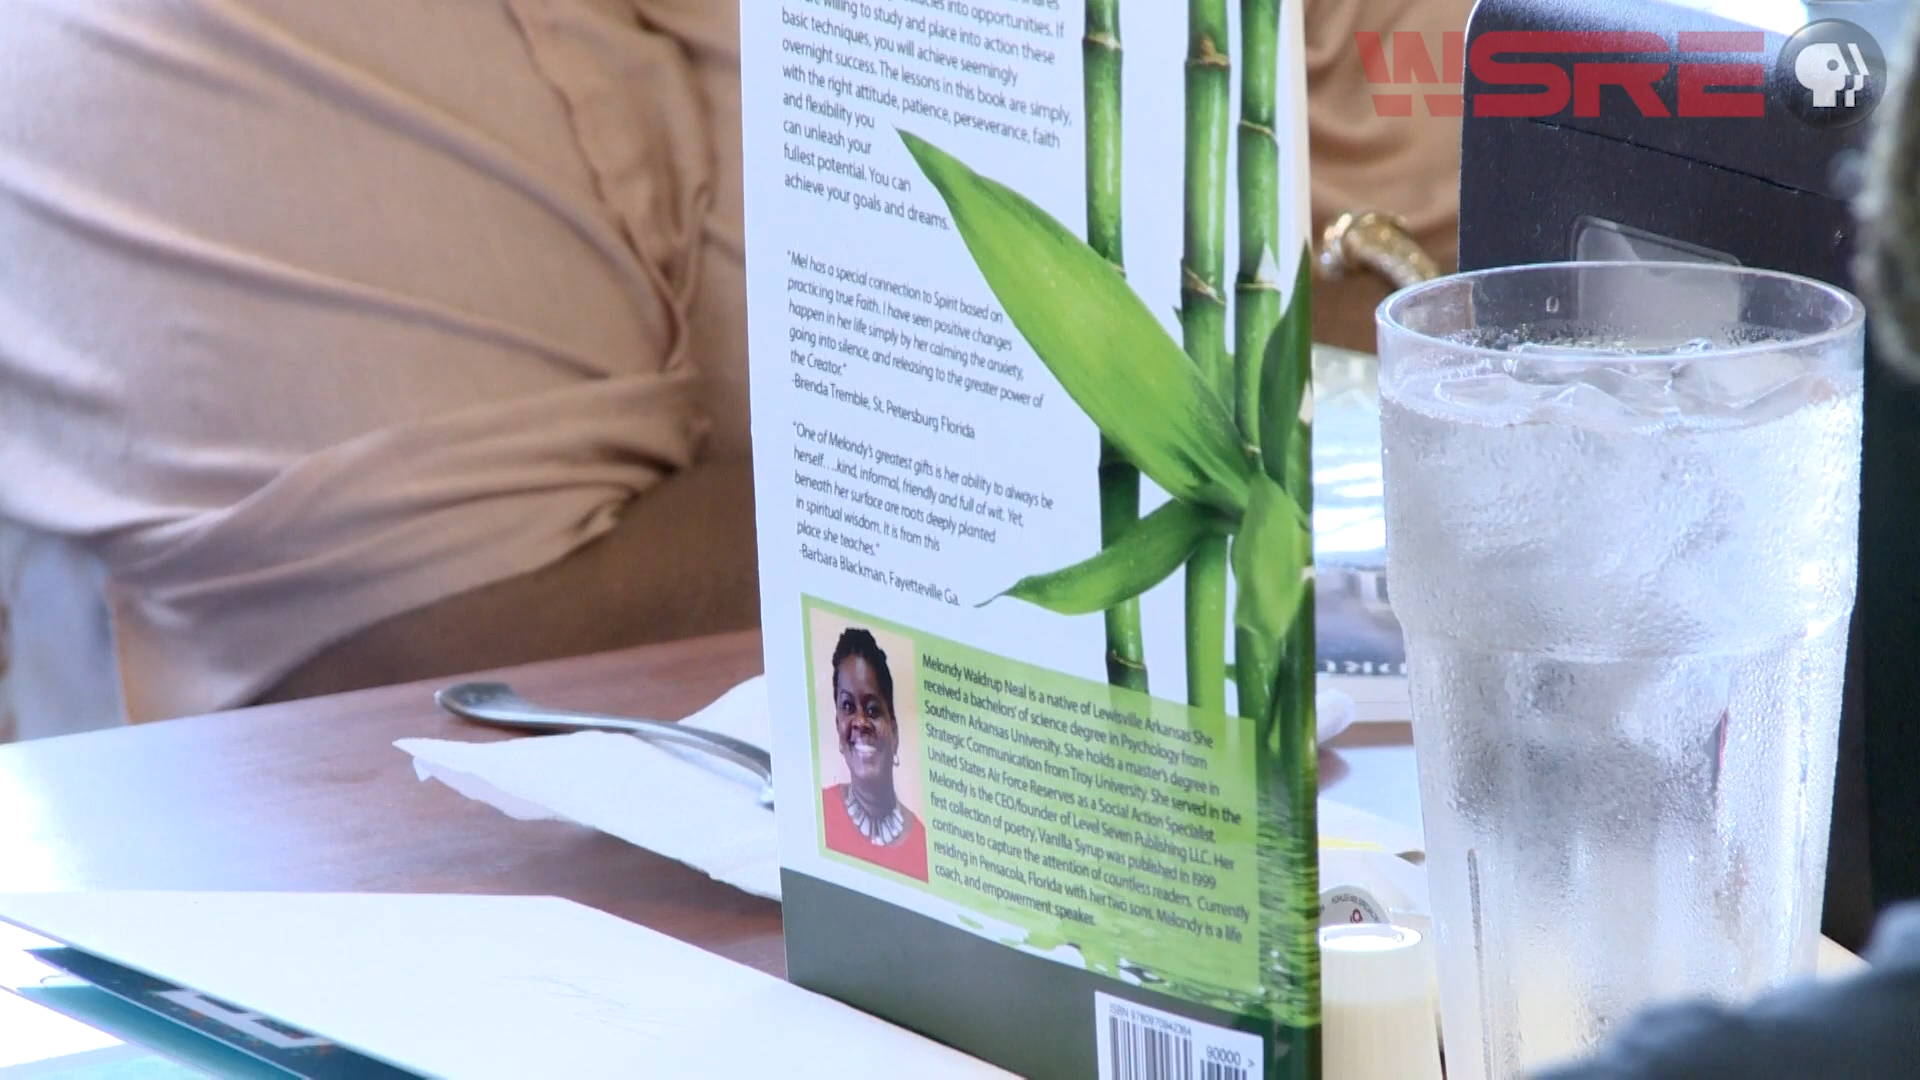 into opportunities. If
willing to study and place into action these
basic techniques, you will achieve seemingly
overnight success. The lessons in this book are simply,
with the right attitude, patience, perseverance, faith
and flexibility you
can unleash your
fullest potential. You can
achieve your goals and dreams.
"Mel has a special connection to Spirit based on
practicing true Faith. I have seen positive changes
happen in her life simply by her calming the anxiety,
going into silence, and releasing to the greater power of
the Creator."
-Brenda Tremble, St. Petersburg Florida
"One of Melondy's greatest gifts is her ability to always be
herself....kind, informal, friendly and full of wit. Yet,
beneath her surface are roots deeply planted
in spiritual wisdom. It is from this
place she teaches."
-Barbara Blackman, Fayetteville Ga.
Melondy Waldrup Neal is a native of Lewisville Arkansas She
received a bachelors' of science degree in Psychology from
Southern Arkansas University. She holds a master's degree in
Strategic Communication from Troy University. She served in the
United States Air Force Reserves as a Social Action Specialist.
Melondy is the CEO/founder of Level Seven Publishing LLC. Her
first collection of poetry, Vanilla Syrup was published in 1999
continues to capture the attention of countless readers. Currently
residing in Pensacola, Florida with her two sons. Melondy is a life
coach, and empowerment speaker.
90000 >
WSRE